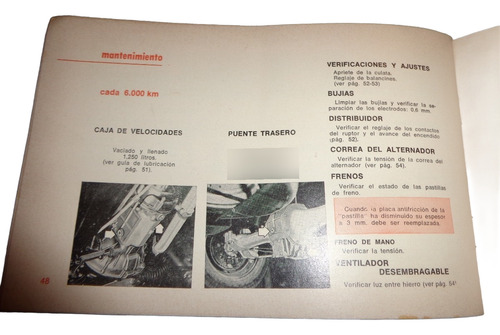 mantenimiento
cada 6.000 km
CAJA DE VELOCIDADES
Vaciado y llenado
1,250 litros.
(ver guía de lubricación
pág. 51).
PUENTE TRASERO
VERIFICACIONES Y AJUSTES
Apriete de la culata.
Reglaje de balancines.
(ver pág. 52-53)
BUJIAS
Limpiar las bujías y verificar la se-
paración de los electrodos: 0,6 mm.
DISTRIBUIDOR
Verificar el reglaje de los contactos
del ruptor y el avance del encendido
(pág. 52).
CORREA DEL ALTERNADOR
Verificar la tensión de la correa del
alternador (ver pág. 54).
FRENOS
Verificar el estado de las pastillas
de freno.
Cuando la placa antifricción de la
"pastilla" ha disminuido su espesor
a 3 mm. debe ser reemplazada.
FRENO DE MANO
Verificar la tensión.
VENTILADOR
DESEMBRAGABLE
Verificar luz entre hierro (ver pág. 54)
48